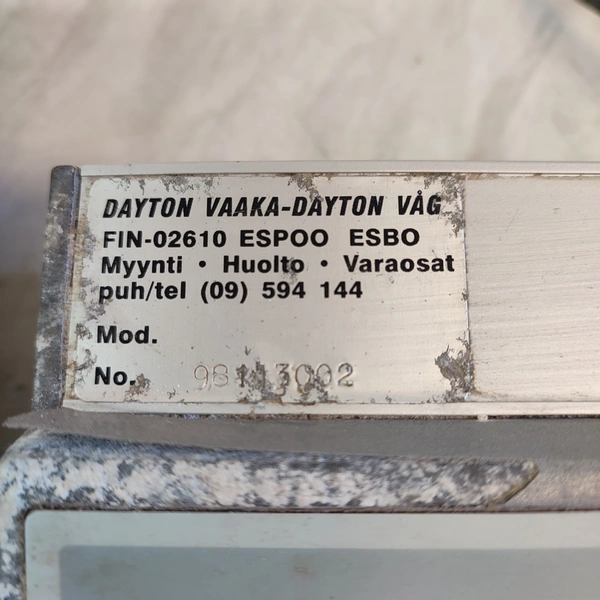 DAYTON VAAKA-DAYTON VÅG
FIN-02610 ESPOO ESBO
Myynti • Huolto • Varaosat
puh/tel (09) 594 144
Mod.
No. 98113002